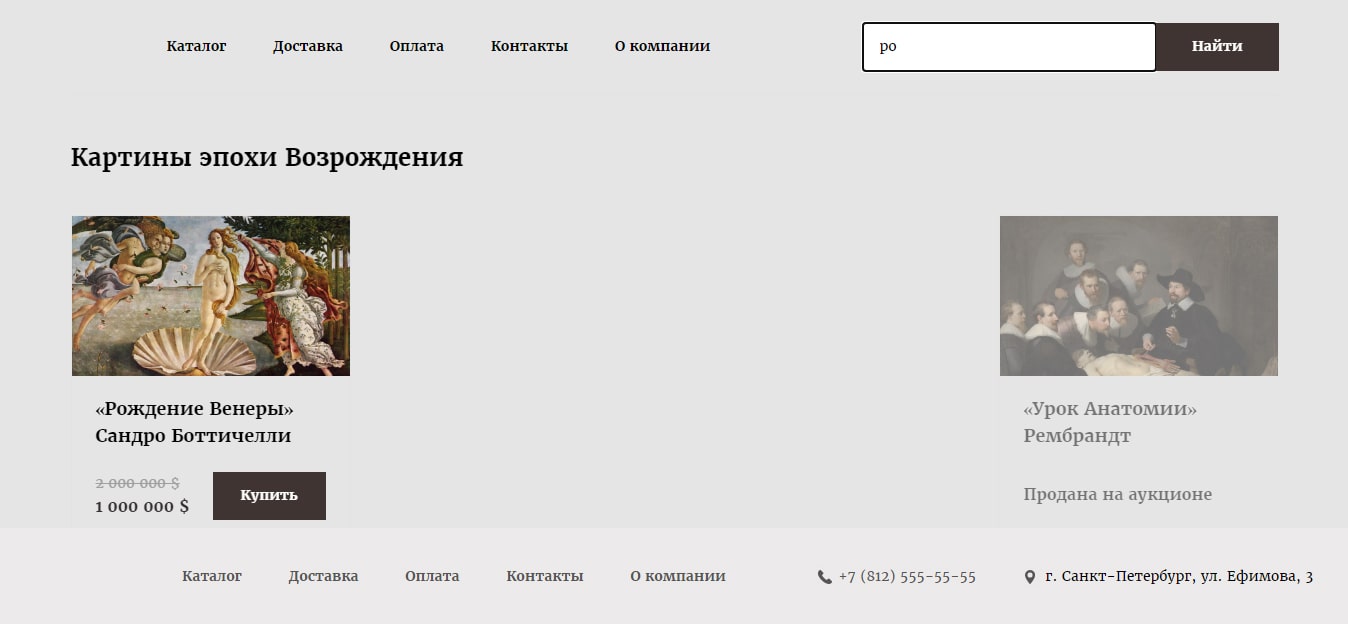 Каталог Доставка Оплата Контакты О компании ро Найти
Картины эпохи Возрождения
«Рождение Венеры»
Сандро Боттичелли
2 000 000 $
1 000 000 $
Купить
«Урок Анатомии»
Рембрандт
Продана на аукционе
Каталог Доставка Оплата Контакты О компании +7 (812) 555-55-55 г. Санкт-Петербург, ул. Ефимова, 3